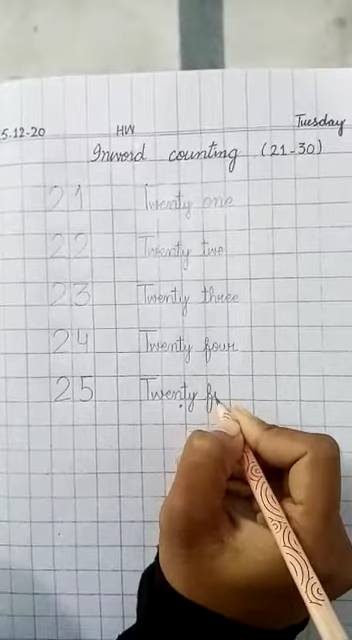 5.12-20 HW Tuesday
Inword counting (21-30)
21 Twenty one
22 Twenty two
23 Twenty three
24 Twenty four
25 Twenty f